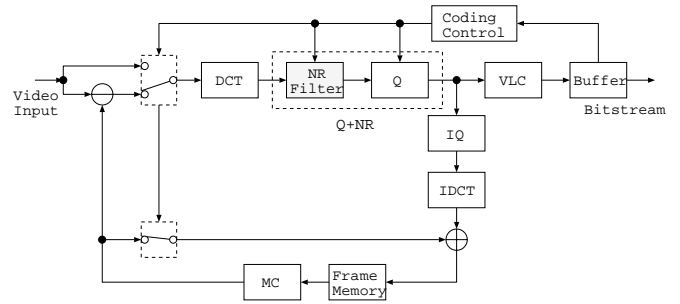 Coding
Control
Video
Input
DCT
NR
Filter
Q
VLC
Buffer
Bitstream
Q+NR
IQ
IDCT
MC
Frame
Memory